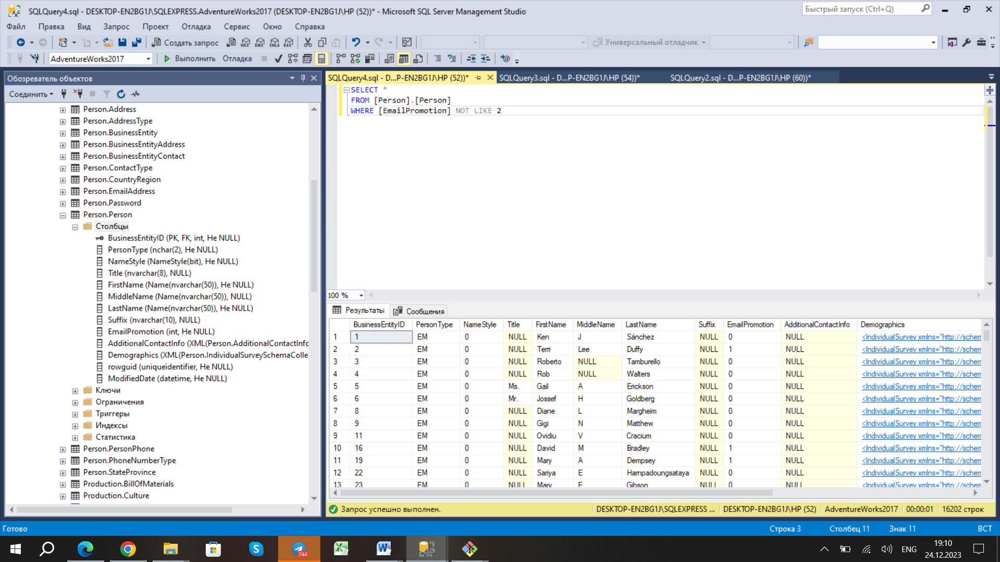 SQLQuery4.sql - DESKTOP-EN2BG1J\SQLEXPRESS.AdventureWorks2017 (DESKTOP-EN2BG1J\HP (52))* - Microsoft SQL Server Management Studio
Быстрый запуск (Ctrl+Q)
Файл Правка Вид Запрос Проект Отладка Сервис Окно Справка
Создать запрос MDX DMX XMLA DAX Универсальный отладчик
AdventureWorks2017 Выполнить Отладка
Обозреватель объектов
Соединить
Person.Address
Person.AddressType
Person.BusinessEntity
Person.BusinessEntityAddress
Person.BusinessEntityContact
Person.ContactType
Person.CountryRegion
Person.EmailAddress
Person.Password
Person.Person
Столбцы
BusinessEntityID (PK, FK, int, Не NULL)
PersonType (nchar(2), Не NULL)
NameStyle (NameStyle(bit), Не NULL)
Title (nvarchar(8), NULL)
FirstName (Name(nvarchar(50)), Не NULL)
MiddleName (Name(nvarchar(50)), NULL)
LastName (Name(nvarchar(50)), Не NULL)
Suffix (nvarchar(10), NULL)
EmailPromotion (int, Не NULL)
AdditionalContactInfo (XML(Person.AdditionalContactInfo
Demographics (XML(Person.IndividualSurveySchemaColle
rowguid (uniqueidentifier, Не NULL)
ModifiedDate (datetime, Не NULL)
Ключи
Ограничения
Триггеры
Индексы
Статистика
Person.PersonPhone
Person.PhoneNumberType
Person.StateProvince
Production.BillOfMaterials
Production.Culture
SQLQuery4.sql - D...P-EN2BG1J\HP (52))* SQLQuery3.sql - D...P-EN2BG1J\HP (54))* SQLQuery2.sql - D...P-EN2BG1J\HP (60))*
SELECT *
FROM [Person].[Person]
WHERE [EmailPromotion] NOT LIKE 2
100 %
Результаты Сообщения
BusinessEntityID PersonType NameStyle Title FirstName MiddleName LastName Suffix EmailPromotion AdditionalContactInfo Demographics
1 1 EM 0 NULL Ken J Sánchez NULL 0 NULL <IndividualSurvey xmlns="http://schem
2 2 EM 0 NULL Terri Lee Duffy NULL 1 NULL <IndividualSurvey xmlns="http://schem
3 3 EM 0 NULL Roberto NULL Tamburello NULL 0 NULL <IndividualSurvey xmlns="http://schem
4 4 EM 0 NULL Rob NULL Walters NULL 0 NULL <IndividualSurvey xmlns="http://schem
5 5 EM 0 Ms. Gail A Erickson NULL 0 NULL <IndividualSurvey xmlns="http://schem
6 6 EM 0 Mr. Jossef H Goldberg NULL 0 NULL <IndividualSurvey xmlns="http://schem
7 8 EM 0 NULL Diane L Margheim NULL 0 NULL <IndividualSurvey xmlns="http://schem
8 9 EM 0 NULL Gigi N Matthew NULL 0 NULL <IndividualSurvey xmlns="http://schem
9 11 EM 0 NULL Ovidiu V Cracium NULL 0 NULL <IndividualSurvey xmlns="http://schem
10 16 EM 0 NULL David M Bradley NULL 1 NULL <IndividualSurvey xmlns="http://schem
11 19 EM 0 NULL Mary A Dempsey NULL 1 NULL <IndividualSurvey xmlns="http://schem
12 22 EM 0 NULL Sariya E Harnpadoungsataya NULL 0 NULL <IndividualSurvey xmlns="http://schem
13 23 EM 0 NULL Mary E Gibson NULL 0 NULL <IndividualSurvey xmlns="http://schem
Запрос успешно выполнен. DESKTOP-EN2BG1J\SQLEXPRESS ... DESKTOP-EN2BG1J\HP (52) AdventureWorks2017 00:00:01 16202 строк
Готово Строка 3 Столбец 11 Знак 11 ВСТ
744 ENG 19:10
24.12.2023